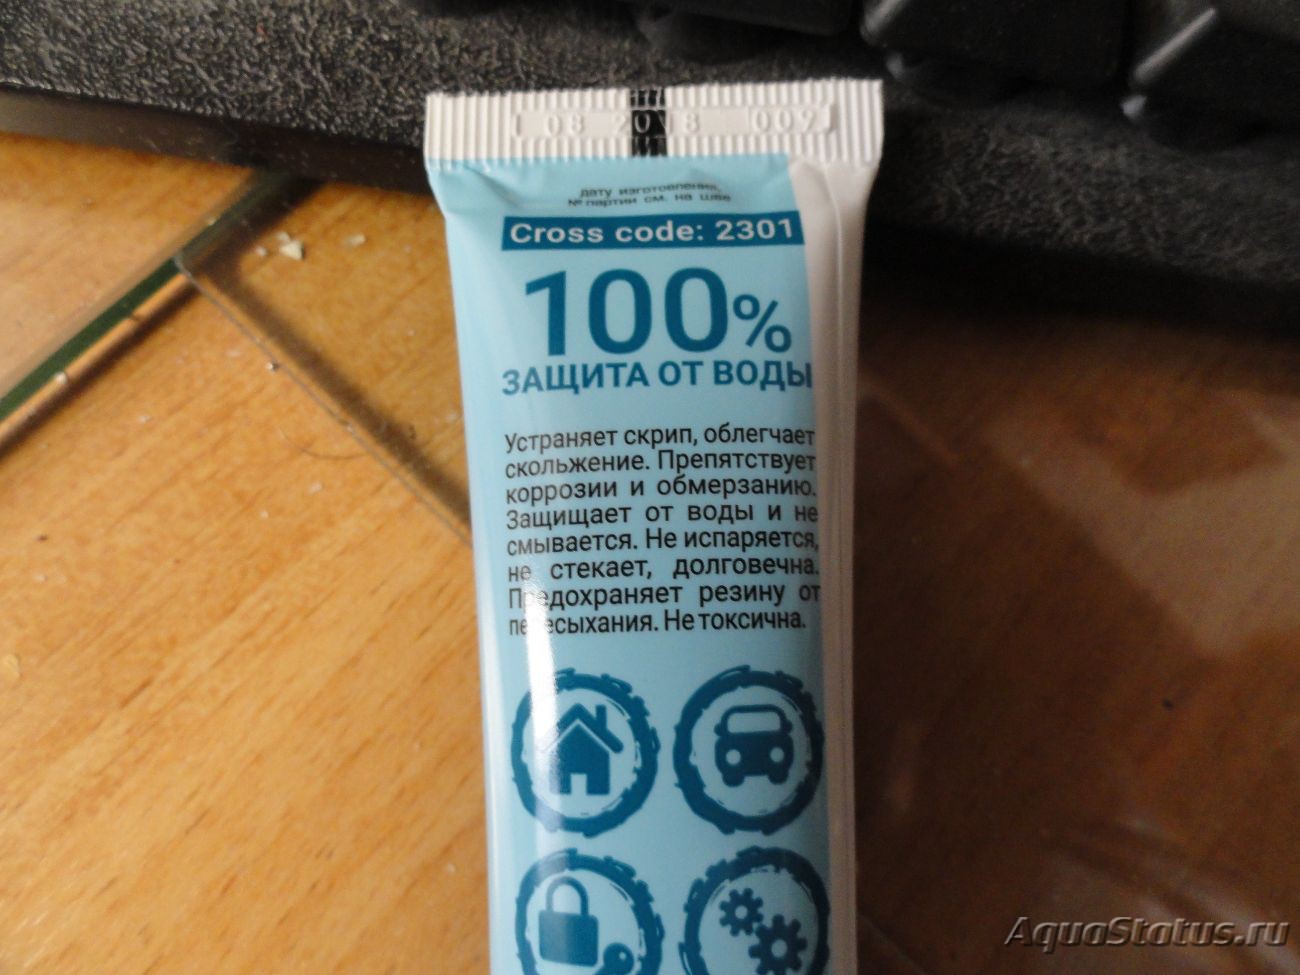 08 2018 009
дату изготовления,
№ партии см. на шве
Cross code: 2301
100%
ЗАЩИТА ОТ ВОДЫ
Устраняет скрип, облегчает
скольжение. Препятствует
коррозии и обмерзанию.
Защищает от воды и не
смывается. Не испаряется,
не стекает, долговечна.
Предохраняет резину от
пересыхания. Не токсична.
AquaStatus.ru